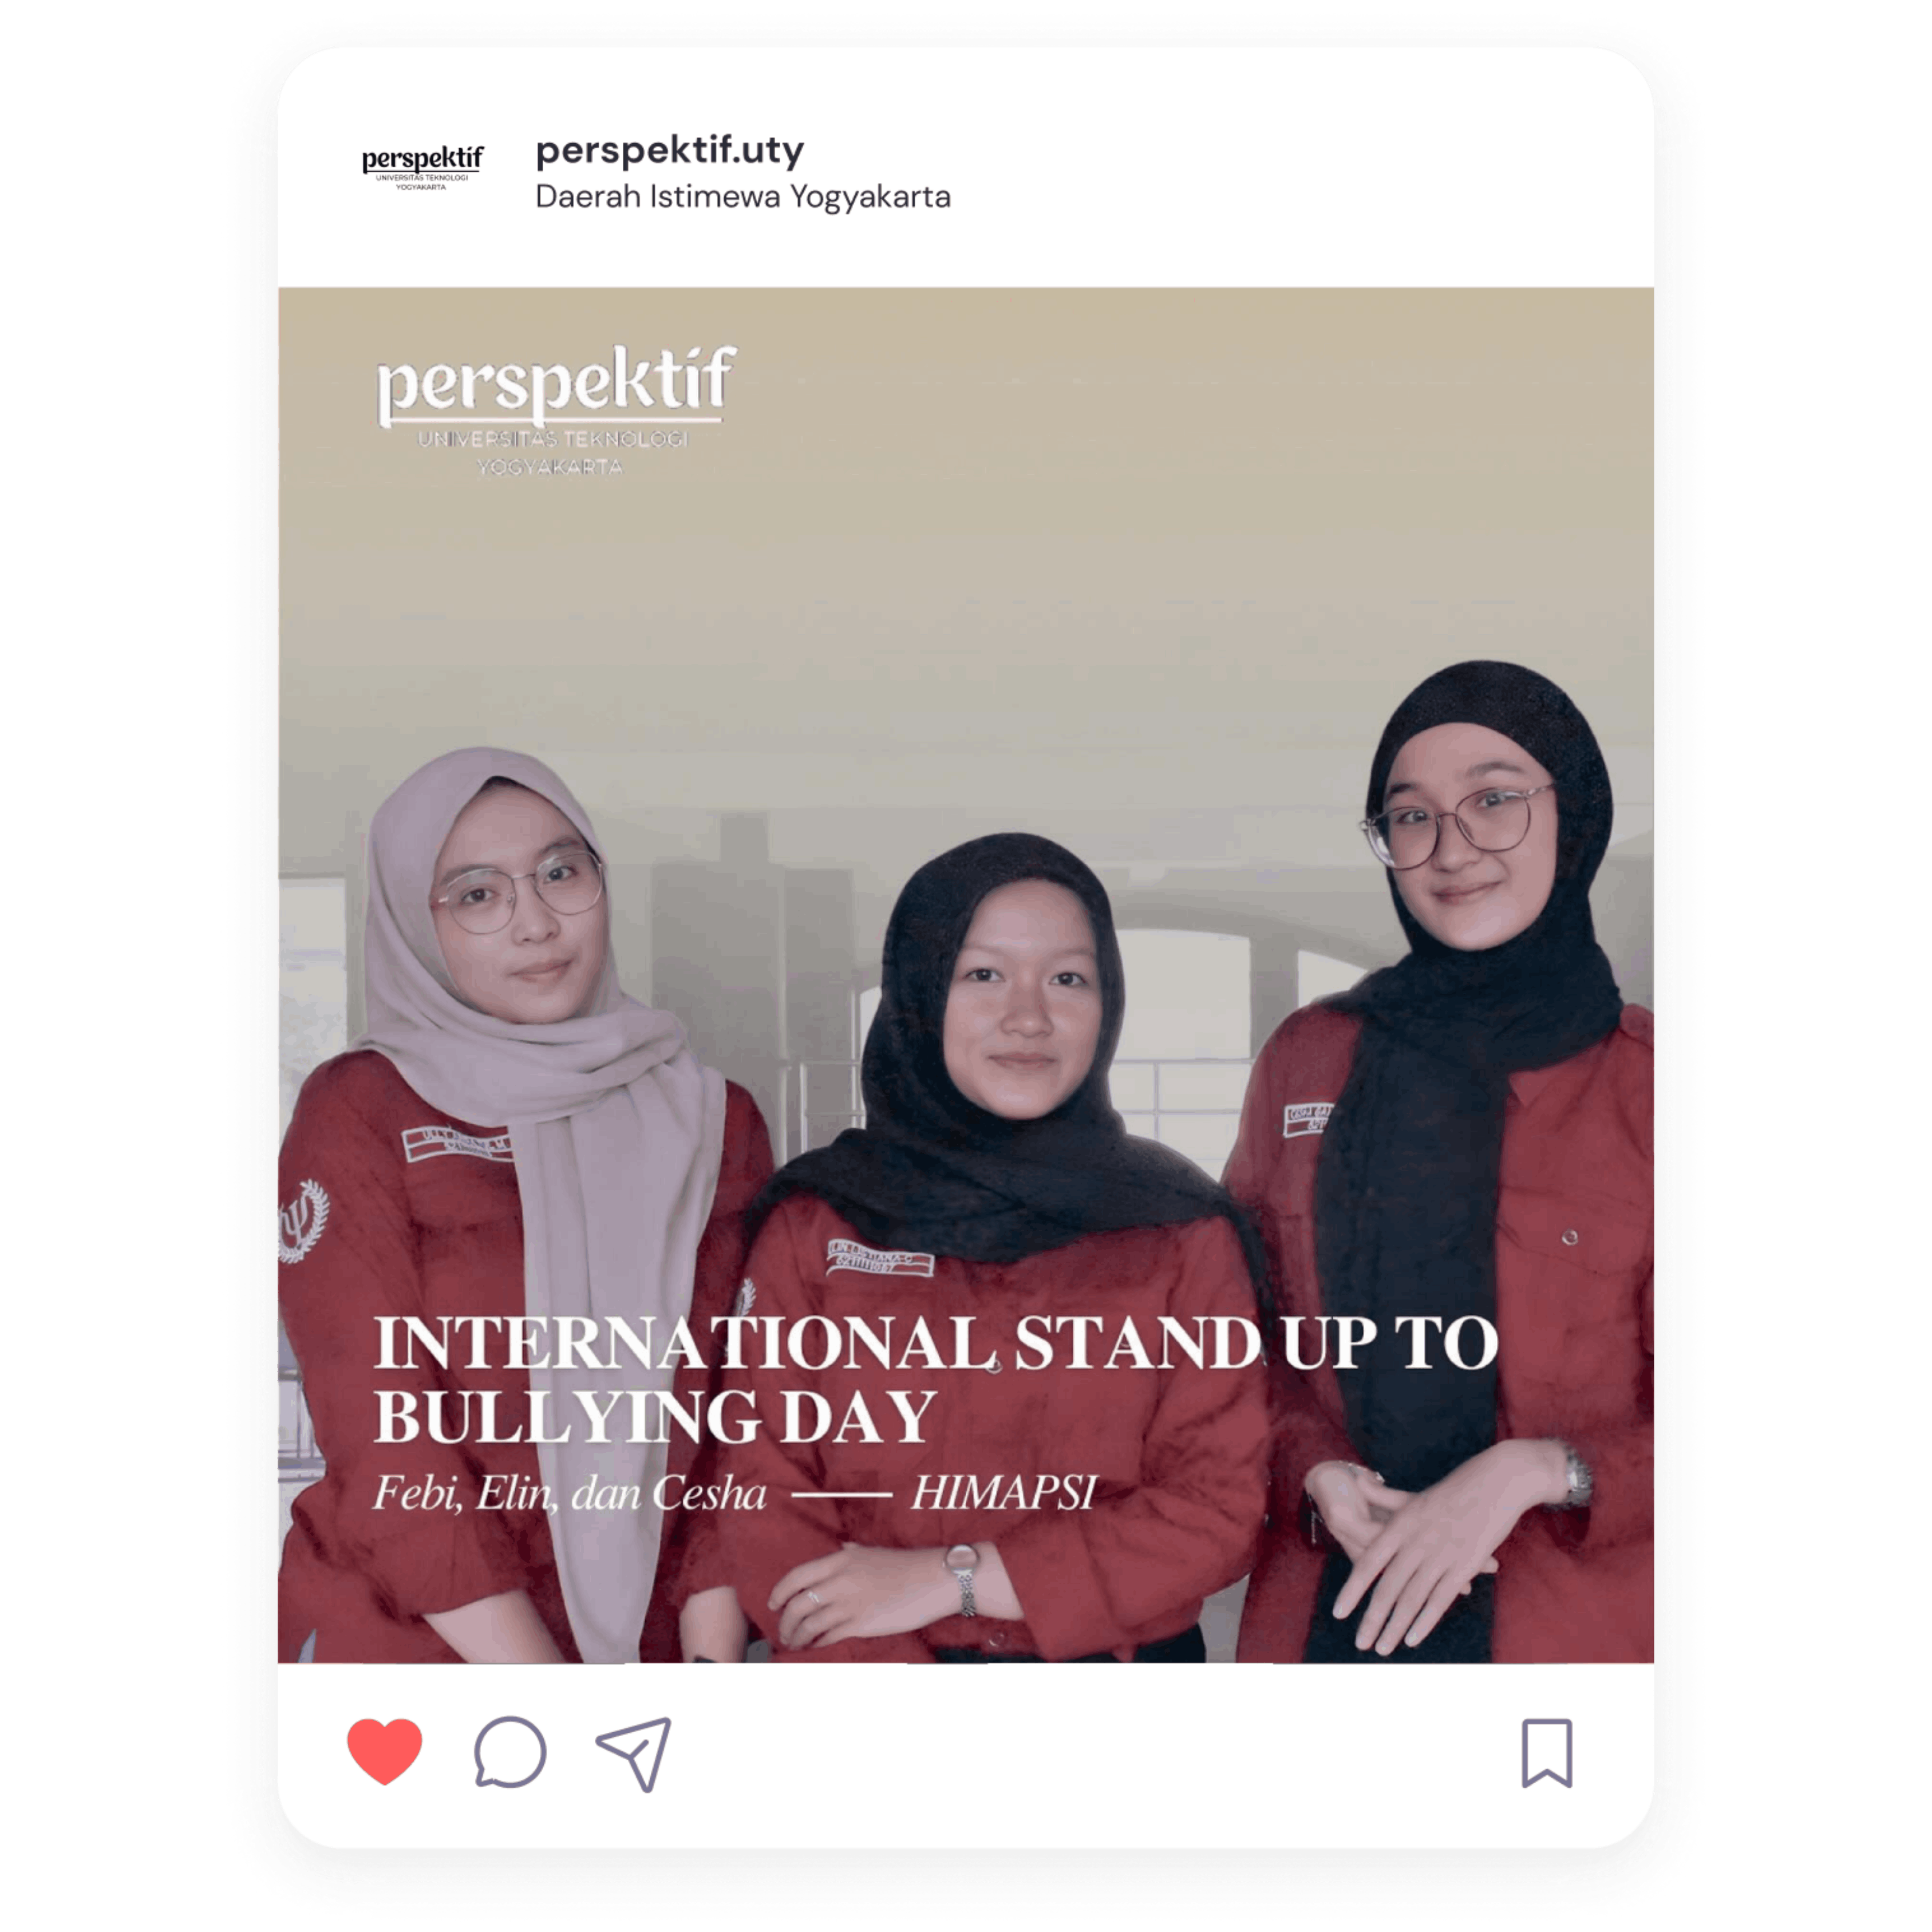 perspektif
UNIVERSITAS TEKNOLOGI
YOGYAKARTA
perspektif.uty
Daerah Istimewa Yogyakarta
perspektif
UNIVERSITAS TEKNOLOGI
YOGYAKARTA
INTERNATIONAL STAND UP TO
BULLYING DAY
Febi, Elin, dan Cesha — HIMAPSI